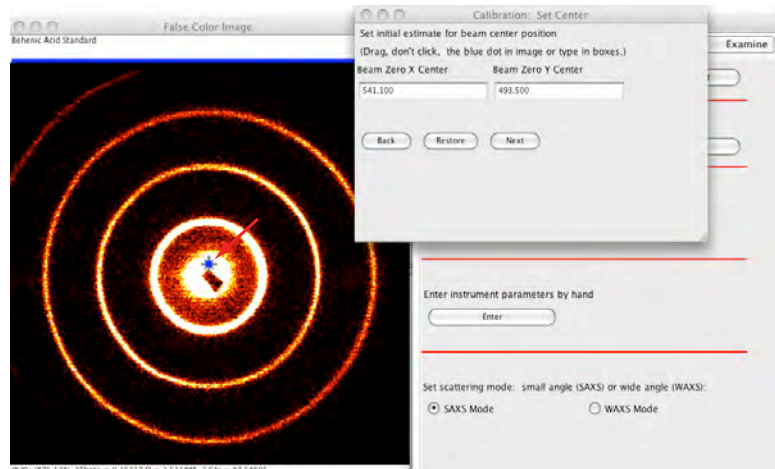 False Color Image
Behenic Acid Standard
Calibration: Set Center
Set initial estimate for beam center position
(Drag, don't click, the blue dot in image or type in boxes.)
Beam Zero X Center
Beam Zero Y Center
541.100
493.500
Back
Restore
Next
Examine
Enter instrument parameters by hand
Enter
Set scattering mode: small angle (SAXS) or wide angle (WAXS):
SAXS Mode
WAXS Mode